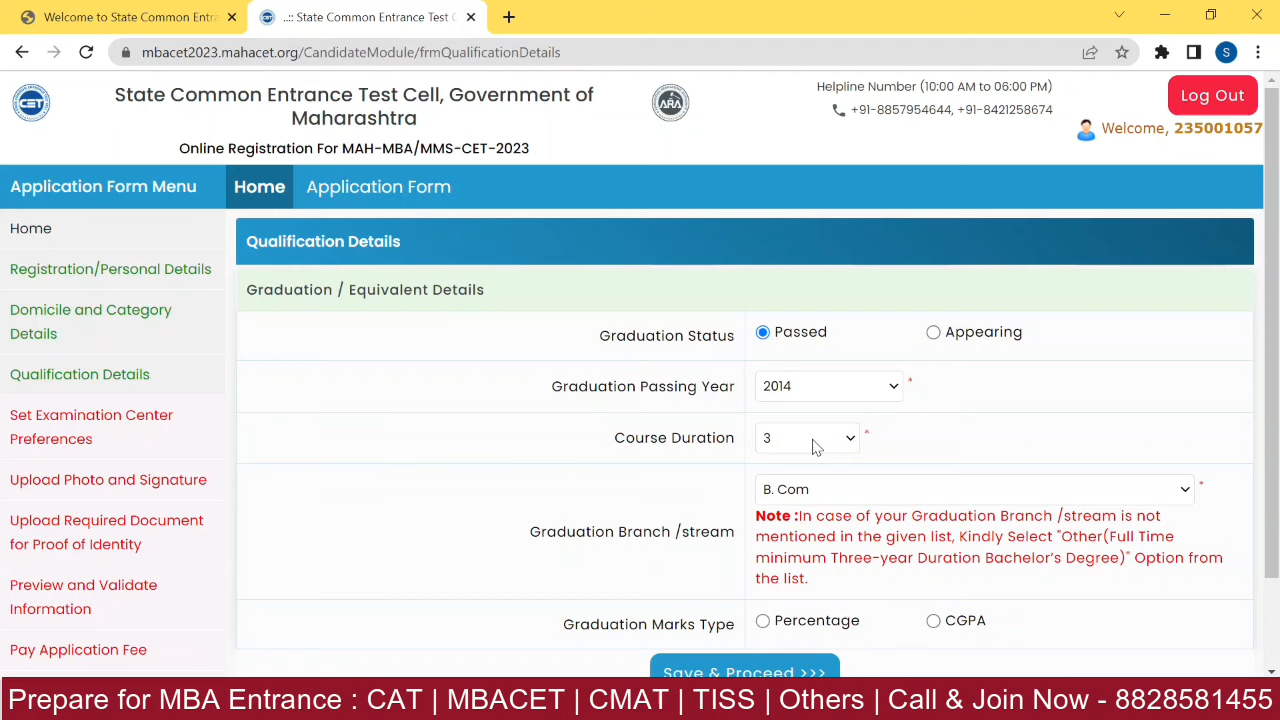 Welcome to State Common Entra
..:: State Common Entrance Test C
mbacet2023.mahacet.org/CandidateModule/frmQualificationDetails
S
CET
State Common Entrance Test Cell, Government of
Maharashtra
Online Registration For MAH-MBA/MMS-CET-2023
ARA
Helpline Number (10:00 AM to 06:00 PM)
+91-8857954644, +91-8421258674
Log Out
Welcome, 235001057
Application Form Menu
Home
Application Form
Home
Registration/Personal Details
Domicile and Category
Details
Qualification Details
Set Examination Center
Preferences
Upload Photo and Signature
Upload Required Document
for Proof of Identity
Preview and Validate
Information
Pay Application Fee
Qualification Details
Graduation / Equivalent Details
Graduation Status
Passed
Appearing
Graduation Passing Year
2014
*
Course Duration
3
*
Graduation Branch /stream
B. Com
*
Note :In case of your Graduation Branch /stream is not
mentioned in the given list, Kindly Select "Other(Full Time
minimum Three-year Duration Bachelor's Degree)" Option from
the list.
Graduation Marks Type
Percentage
CGPA
Save & Proceed >>>
Prepare for MBA Entrance : CAT | MBACET | CMAT | TISS | Others | Call & Join Now - 8828581455